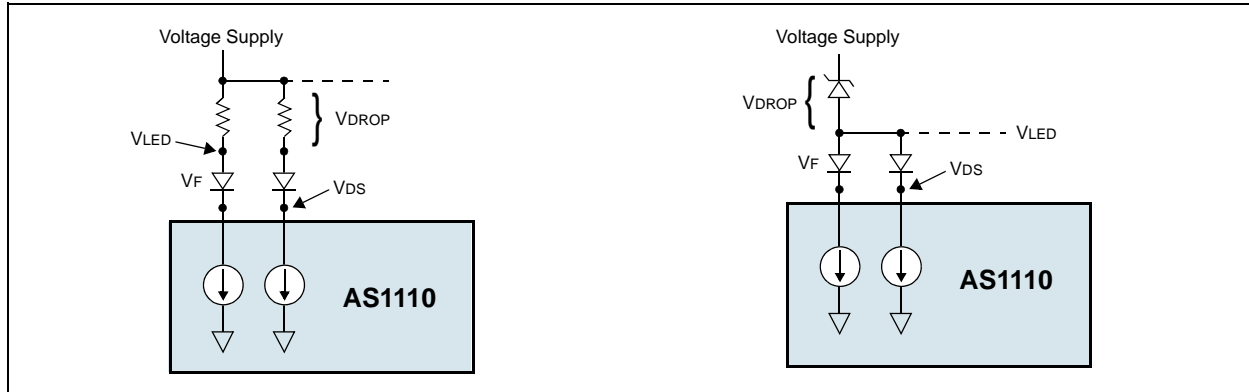 Voltage Supply
VDROP
VLED
VF
VDS
AS1110
Voltage Supply
VDROP
VLED
VF
VDS
AS1110